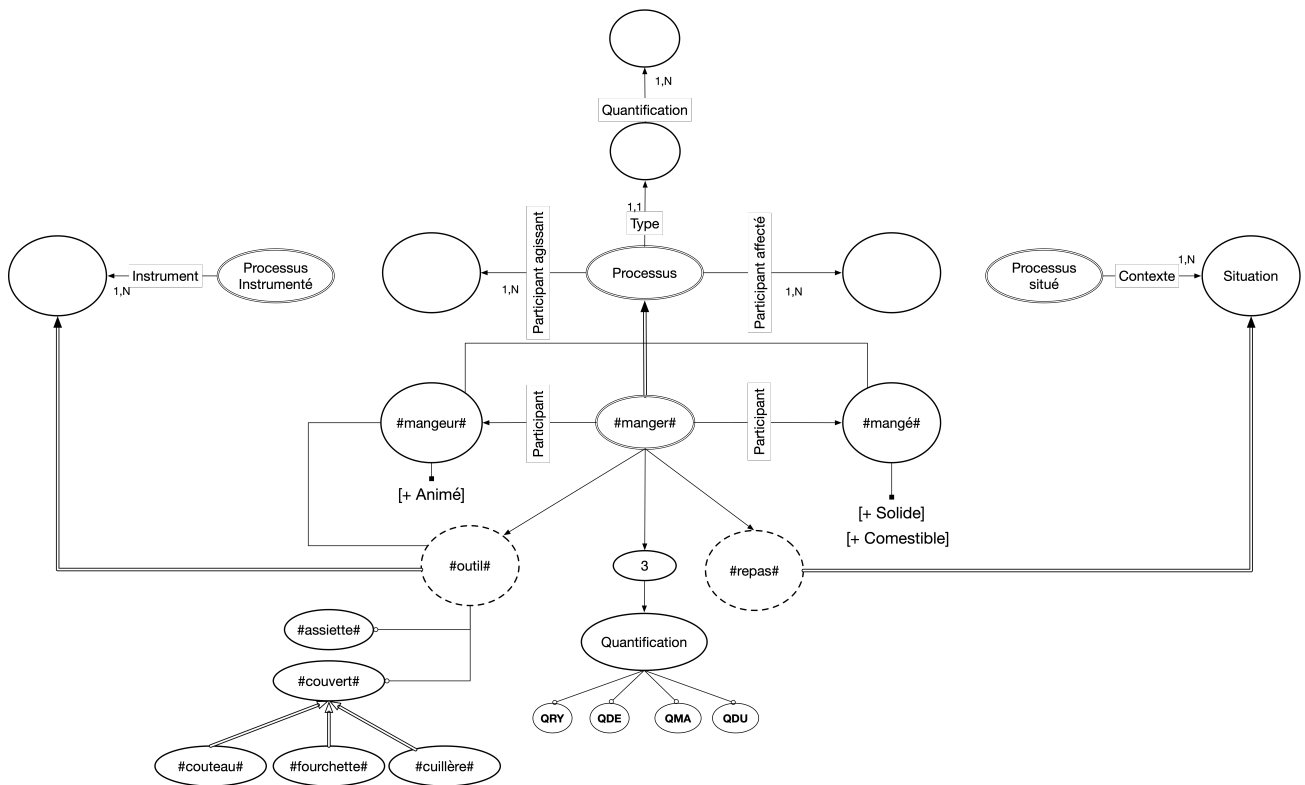 1,N
Quantification
1,1
Type
Participant agissant
Participant affecté
Instrument
1,N
Processus
Instrumenté
1,N
Processus
1,N
Processus
situé
Contexte
1,N
Situation
#mangeur#
Participant
#manger#
Participant
#mangé#
[+ Animé]
[+ Solide]
[+ Comestible]
#outil#
3
#repas#
#assiette#
Quantification
#couvert#
QRY
QDE
QMA
QDU
#couteau#
#fourchette#
#cuillère#